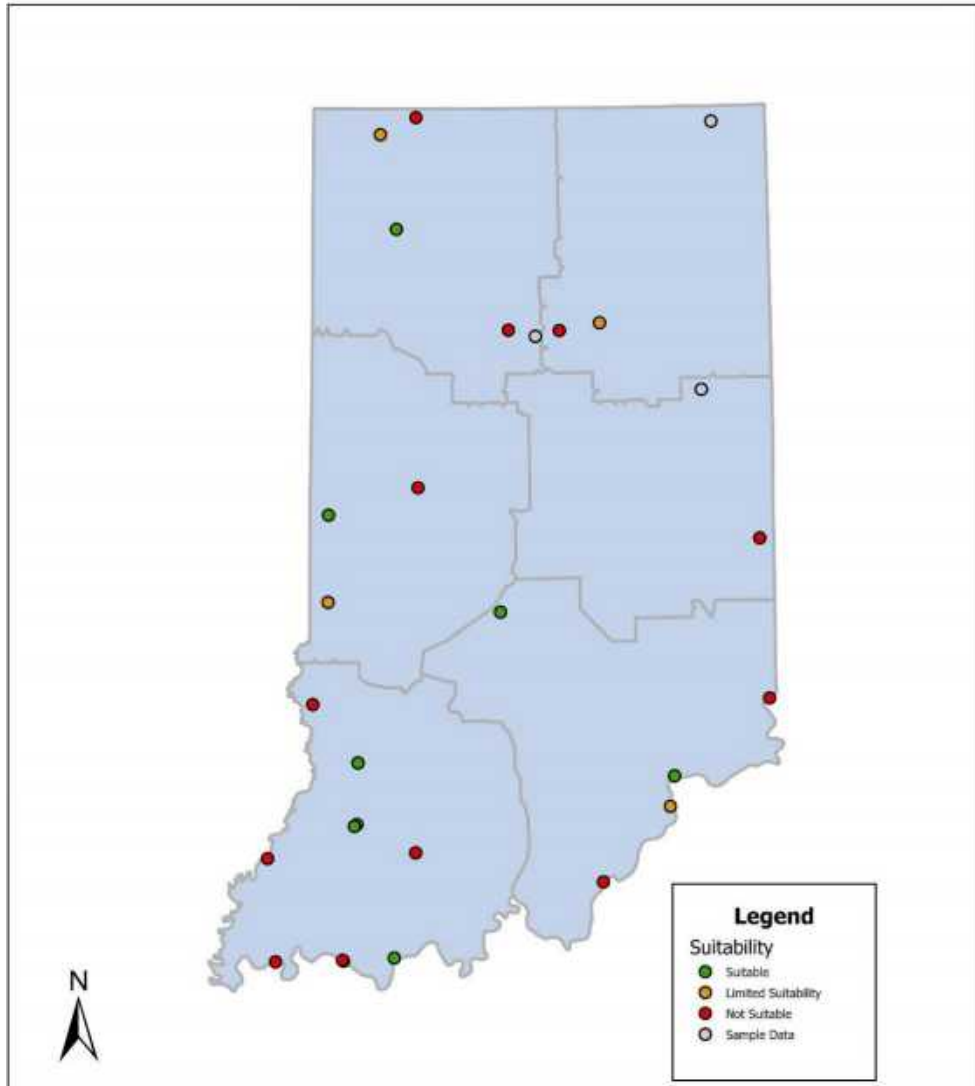 Legend
Suitability
Suitable
Limited Suitability
Not Suitable
Sample Data
N